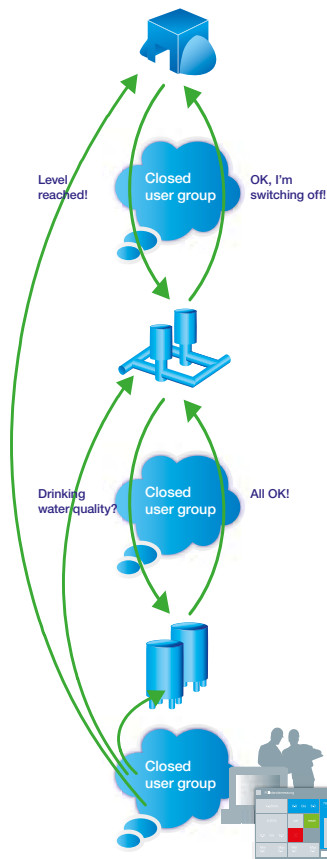 Level
reached!
Closed
user group
OK, I'm
switching off!
Drinking
water quality?
Closed
user group
All OK!
Closed
user group